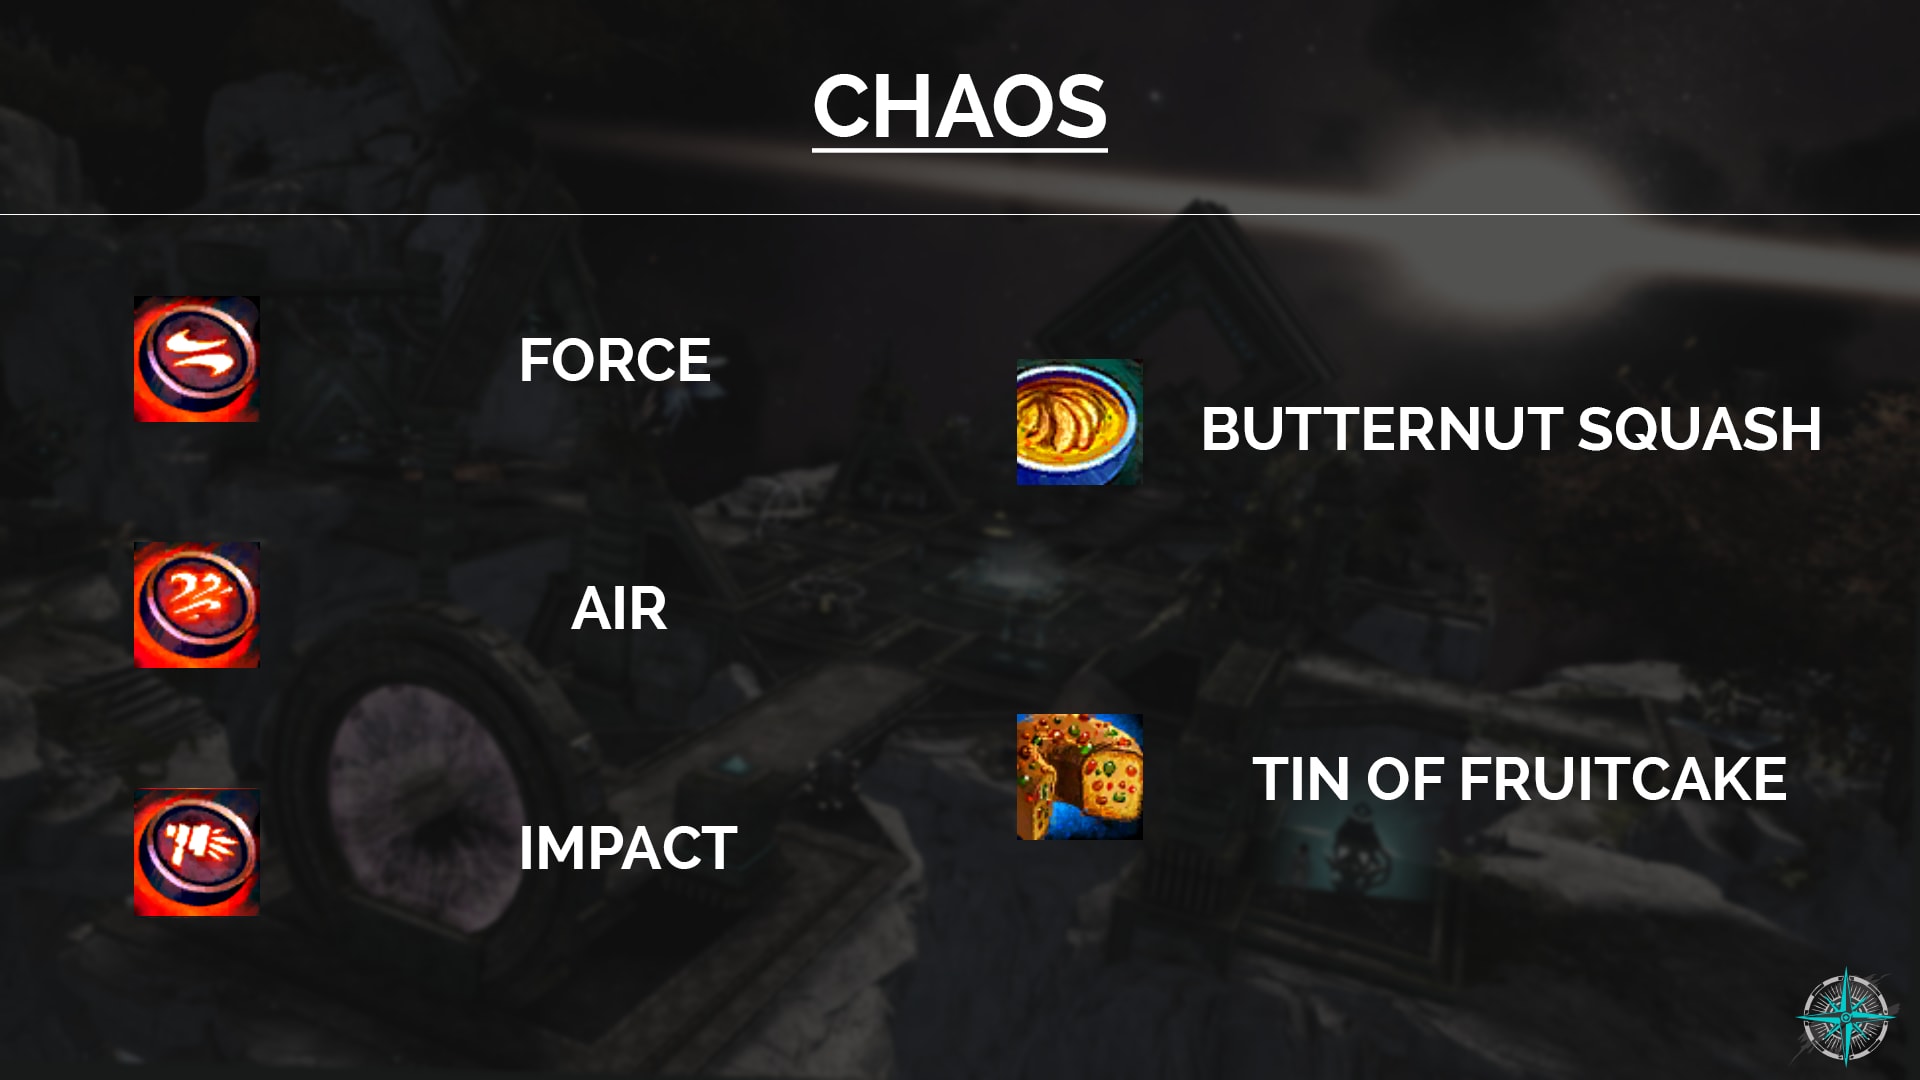 CHAOS
FORCE
AIR
IMPACT
BUTTERNUT SQUASH
TIN OF FRUITCAKE